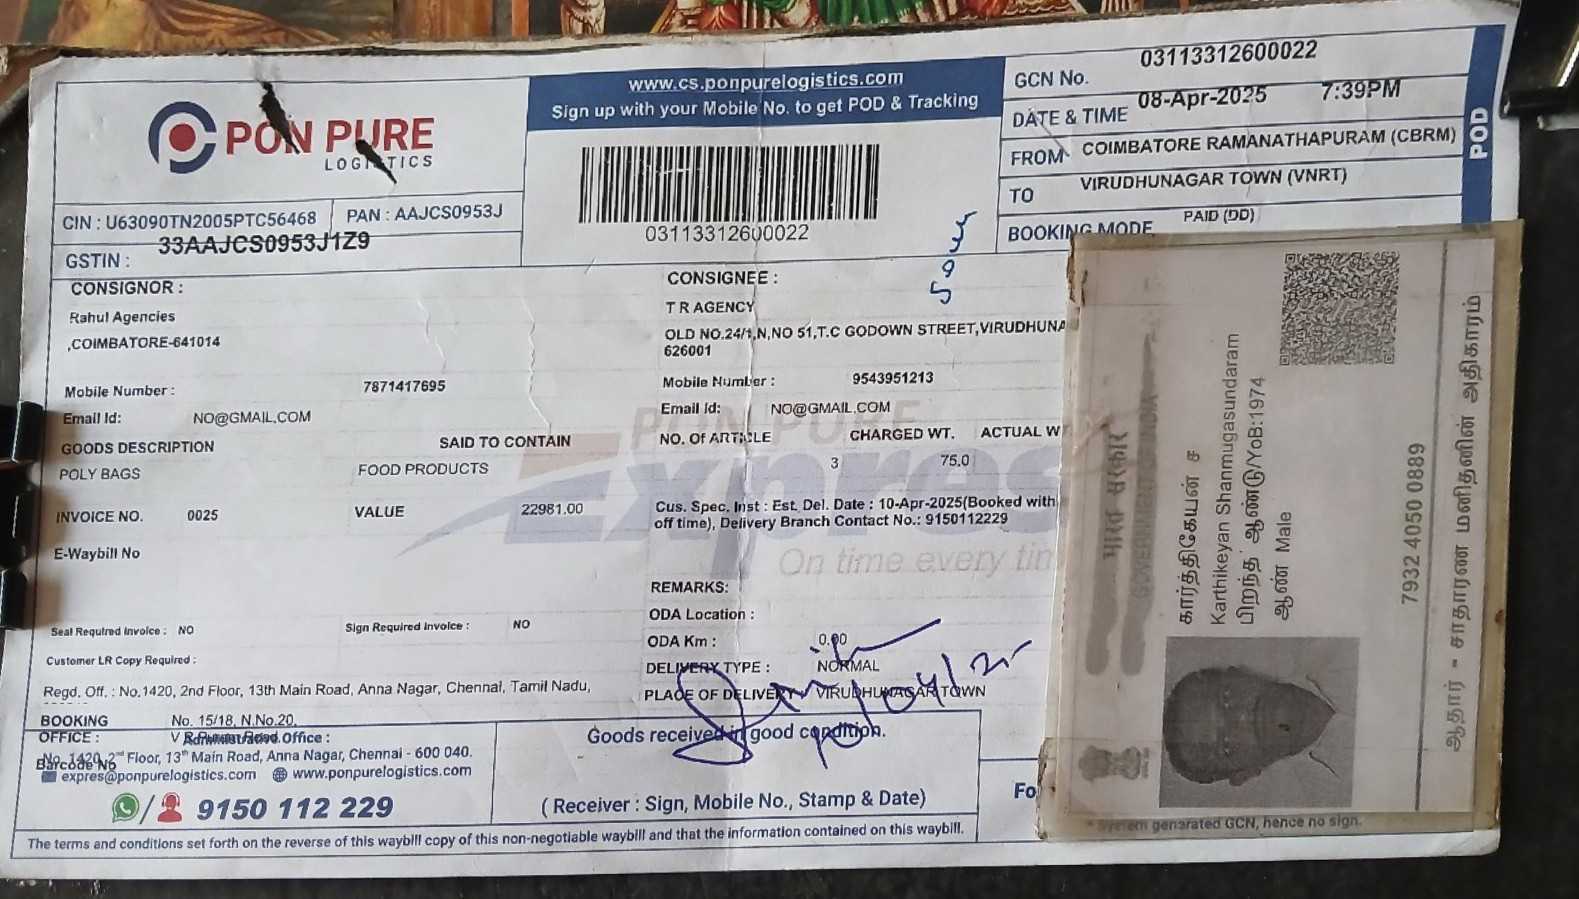 PON PURE
LOGISTICS
www.cs.ponpurelogistics.com
Sign up with your Mobile No. to get POD & Tracking
03113312600022
GCN No. 03113312600022
DATE & TIME 08-Apr-2025 7:39PM
FROM COIMBATORE RAMANATHAPURAM (CBRM)
TO VIRUDHUNAGAR TOWN (VNRT)
BOOKING MODE PAID (DD)
POD
CIN : U63090TN2005PTC56468 PAN : AAJCS0953J
GSTIN : 33AAJCS0953J1Z9
CONSIGNOR :
Rahul Agencies
,COIMBATORE-641014
Mobile Number : 7871417695
Email Id: NO@GMAIL.COM
CONSIGNEE :
T R AGENCY
OLD NO.24/1,N,NO 51,T.C GODOWN STREET,VIRUDHUNA
626001
Mobile Number : 9543951213
Email Id: NO@GMAIL.COM
GOODS DESCRIPTION SAID TO CONTAIN NO. Of ARTICLE CHARGED WT. ACTUAL W
POLY BAGS FOOD PRODUCTS 3 75.0
INVOICE NO. 0025 VALUE 22981.00
E-Waybill No
Cus. Spec. Inst : Est. Del. Date : 10-Apr-2025(Booked with
off time), Delivery Branch Contact No.: 9150112229
PON PURE
Express
On time every tim
REMARKS:
ODA Location :
ODA Km : 0.00
DELIVERY TYPE : NORMAL
PLACE OF DELIVERY VIRUDHUNAGAR TOWN
Seal Required Invoice : NO Sign Required Invoice : NO
Customer LR Copy Required :
Regd. Off. : No.1420, 2nd Floor, 13th Main Road, Anna Nagar, Chennai, Tamil Nadu,
BOOKING
OFFICE :
No. 15/18, N.No.20,
Administrative Office :
No. 1420, 2nd Floor, 13th Main Road, Anna Nagar, Chennai - 600 040.
Barcode No
expres@ponpurelogistics.com www.ponpurelogistics.com
9150 112 229
Goods received in good condition.
( Receiver : Sign, Mobile No., Stamp & Date)
Fo
* System generated GCN, hence no sign.
The terms and conditions set forth on the reverse of this waybill copy of this non-negotiable waybill and that the information contained on this waybill.
भारत सरकार
GOVERNMENT OF INDIA
கார்த்திகேயன் ச
Karthikeyan Shanmugasundaram
பிறந்த ஆண்டு/YoB:1974
ஆண் Male
7932 4050 0889
ஆதார் - சாதாரண மனிதனின் அதிகாரம்